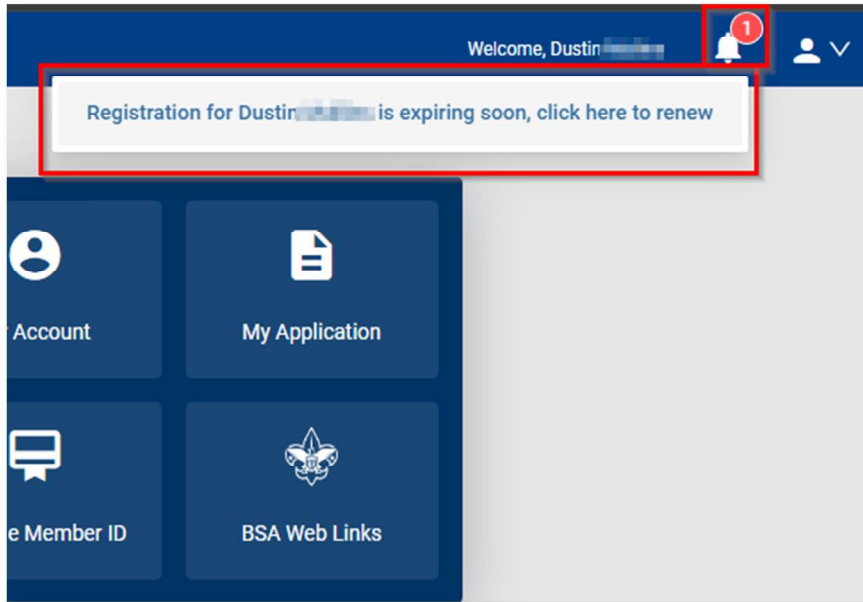 1
Welcome, Dustin
Registration for Dustin is expiring soon, click here to renew
Account
My Application
e Member ID
BSA Web Links